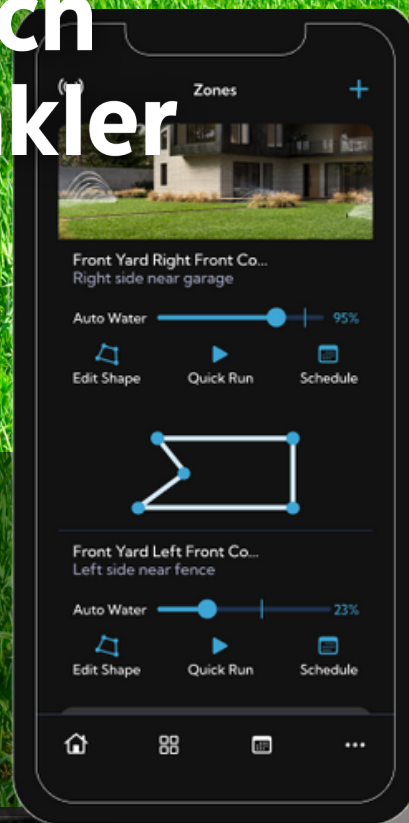 ch
kler
Zones
Front Yard Right Front Co...
Right side near garage
Auto Water 95%
Edit Shape Quick Run Schedule
Front Yard Left Front Co...
Left side near fence
Auto Water 23%
Edit Shape Quick Run Schedule